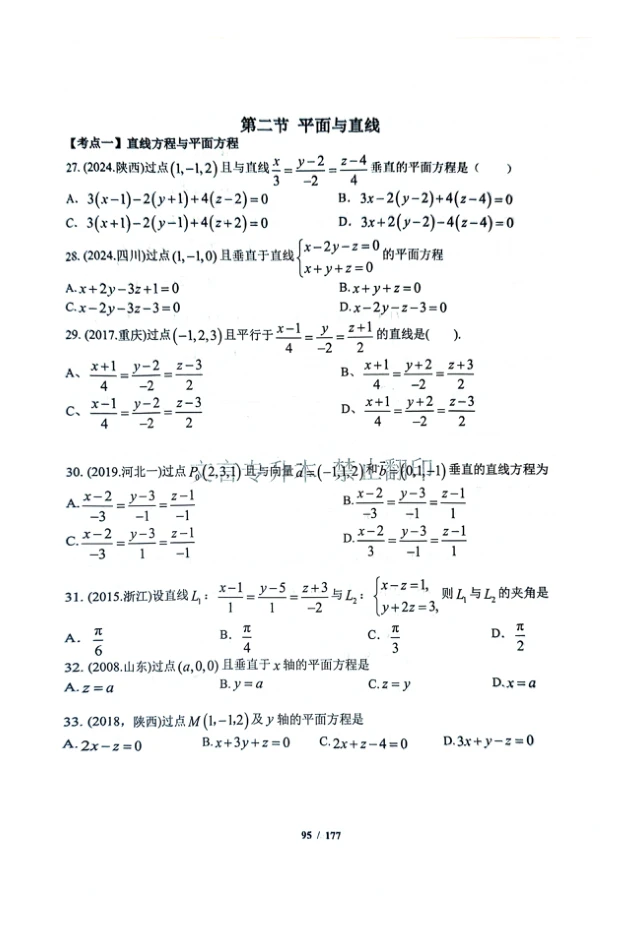 第二节 平面与直线
【考点一】直线方程与平面方程
27. (2024.陕西)过点(1,−1,2)且与直线 x/3 = (y−2)/(−2) = (z−4)/4 垂直的平面方程是（ ）
A. 3(x−1)−2(y+1)+4(z−2)=0 B. 3x−2(y−2)+4(z−4)=0
C. 3(x+1)−2(y−1)+4(z+2)=0 D. 3x+2(y−2)−4(z−4)=0
28. (2024.四川)过点(1,−1,0)且垂直于直线 {x−2y−z=0, x+y+z=0 的平面方程
A. x+2y−3z+1=0 B. x+y+z=0
C. x−2y−3z−3=0 D. x−2y−z−3=0
29. (2017.重庆)过点(−1,2,3)且平行于 (x−1)/4 = y/(−2) = (z+1)/2 的直线是( ).
A、(x+1)/4 = (y−2)/(−2) = (z−3)/2 B、(x+1)/4 = (y+2)/(−2) = (z+3)/2
C、(x−1)/4 = (y−2)/(−2) = (z−3)/2 D、(x+1)/4 = (y+2)/(−2) = (z−3)/2
30. (2019.河北一)过点 P₀(2,3,1) 且与向量 a⃗=(−1,1,2)和 b⃗=(0,1,−1) 垂直的直线方程为
A. (x−2)/(−3) = (y−3)/(−1) = (z−1)/(−1) B. (x−2)/(−3) = (y−3)/(−1) = (z−1)/1
C. (x−2)/(−3) = (y−3)/1 = (z−1)/(−1) D. (x−2)/3 = (y−3)/(−1) = (z−1)/1
31. (2015.浙江)设直线 L₁： (x−1)/1 = (y−5)/1 = (z+3)/(−2) 与 L₂： {x−z=1, y+2z=3, 则 L₁ 与 L₂ 的夹角是
A. π/6 B. π/4 C. π/3 D. π/2
32. (2008.山东)过点(a,0,0)且垂直于 x 轴的平面方程是
A. z=a B. y=a C. z=y D. x=a
33. (2018，陕西)过点 M(1,−1,2) 及 y 轴的平面方程是
A. 2x−z=0 B. x+3y+z=0 C. 2x+z−4=0 D. 3x+y−z=0
95 / 177